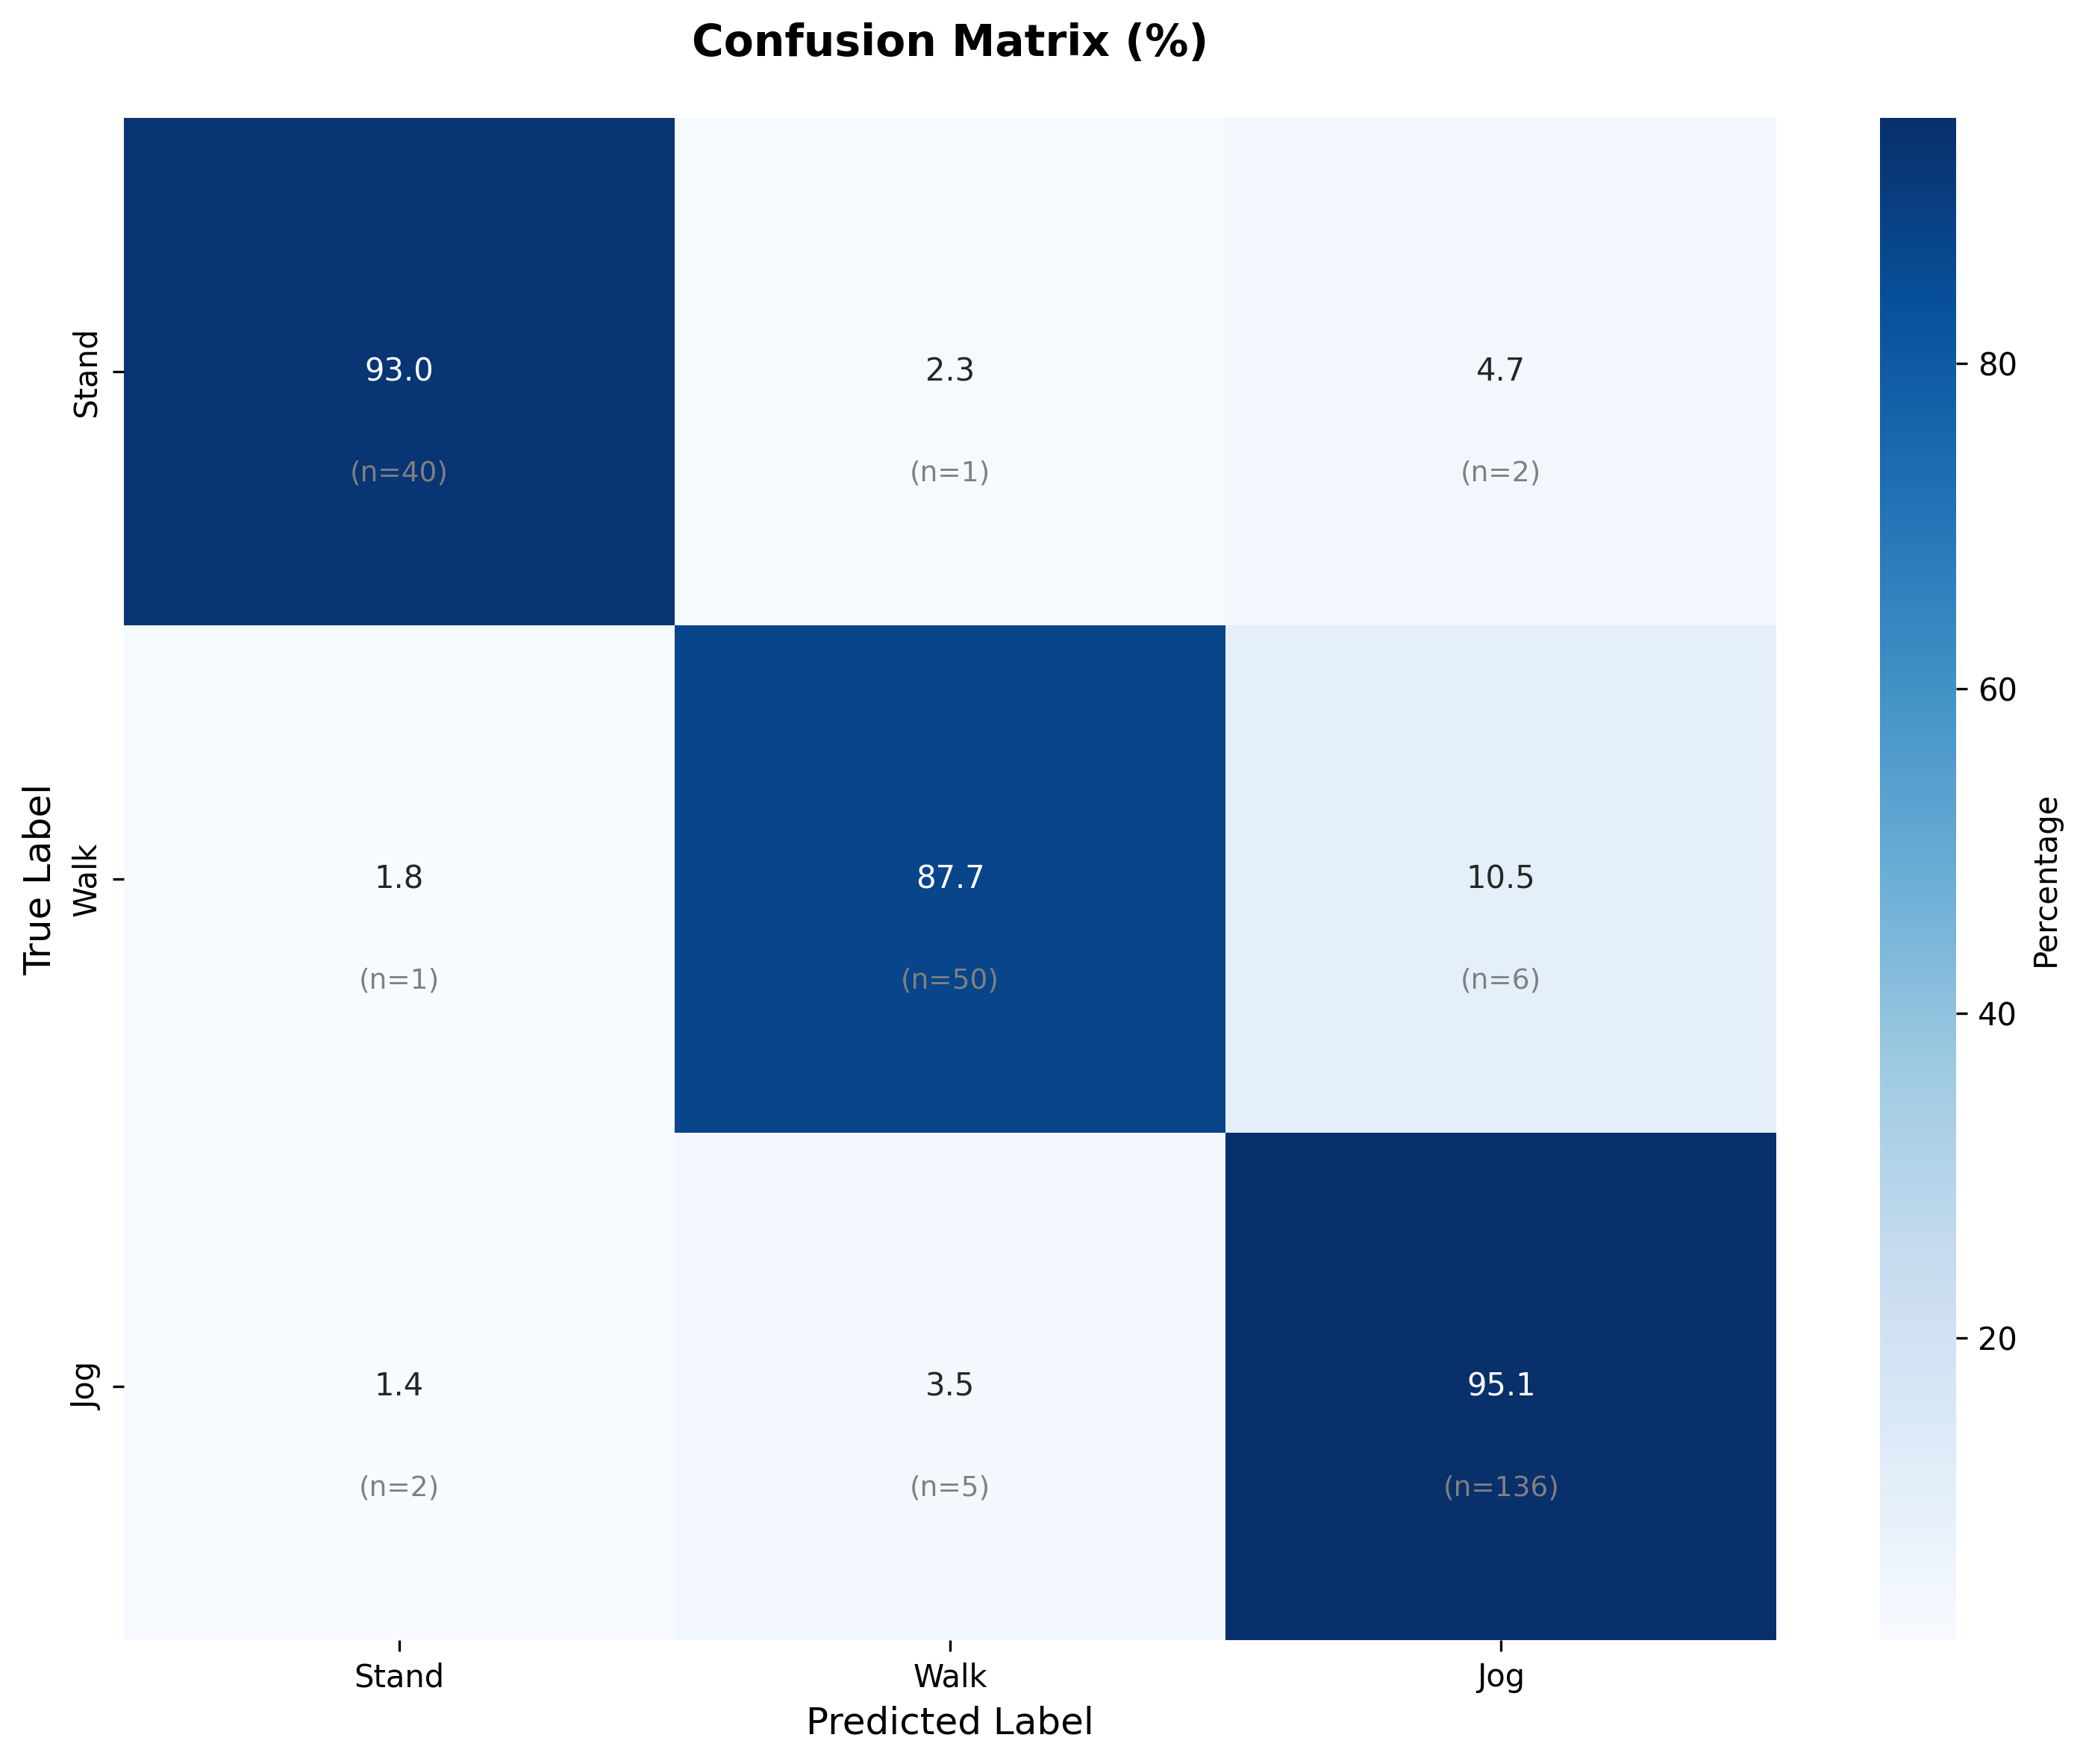 Confusion Matrix (%)
True Label
Stand
93.0
2.3
4.7
(n=40)
(n=1)
(n=2)
Walk
1.8
87.7
10.5
(n=1)
(n=50)
(n=6)
Jog
1.4
3.5
95.1
(n=2)
(n=5)
(n=136)
Stand
Walk
Jog
Predicted Label
80
60
40
20
Percentage